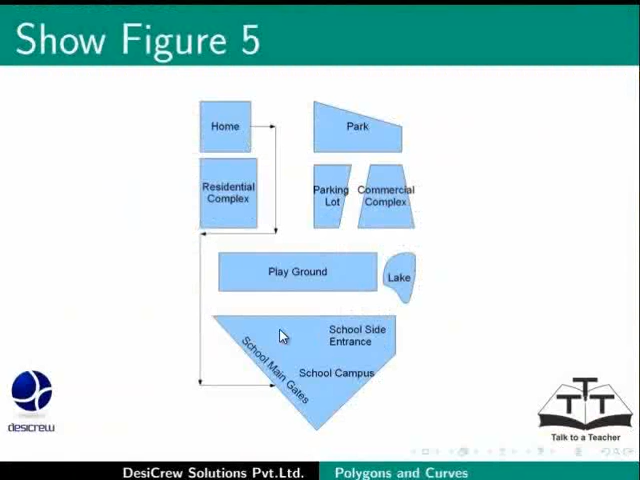 Show Figure 5
Home
Park
Residential
Complex
Parking
Lot
Commercial
Complex
Play Ground
Lake
School Side
Entrance
School Main Gates
School Campus
desicrew
TTT
Talk to a Teacher
DesiCrew Solutions Pvt.Ltd.
Polygons and Curves